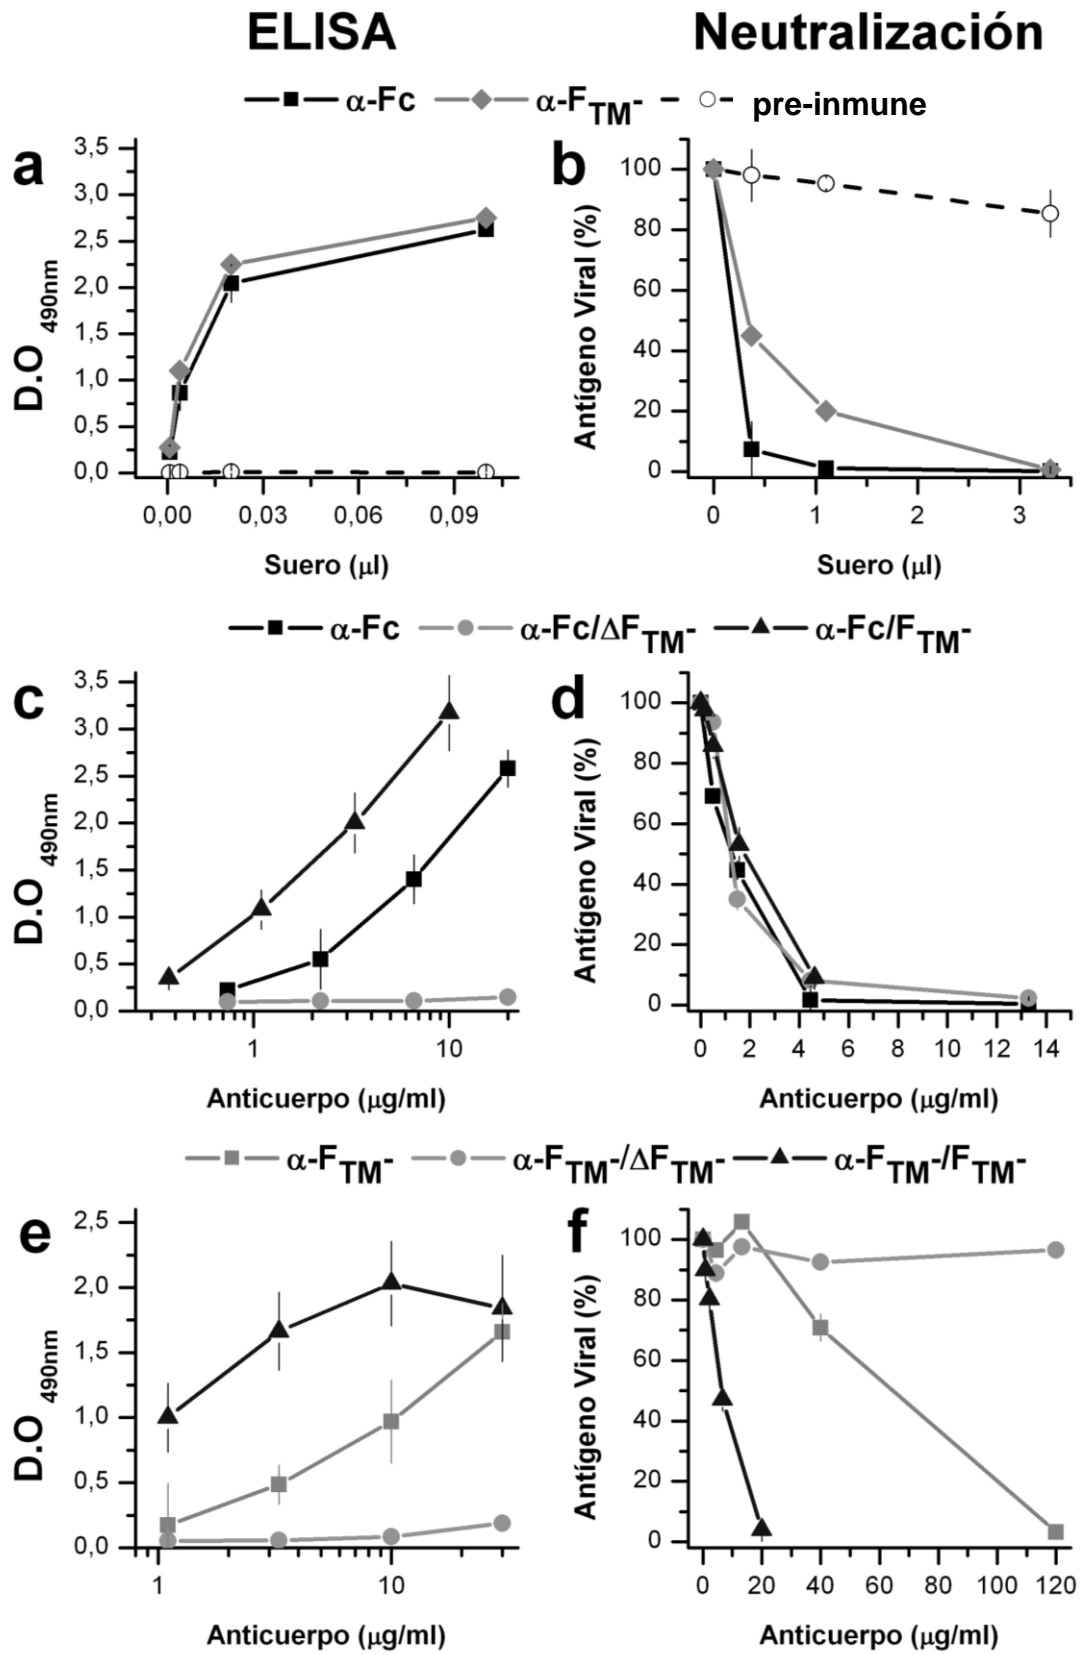 ELISA Neutralización
α-Fc α-FTM- pre-inmune
a b
3,5
3,0
2,5
2,0
1,5
1,0
0,5
0,0
D.O 490nm
0,00 0,03 0,06 0,09
Suero (μl)
100
80
60
40
20
0
Antígeno Viral (%)
0 1 2 3
Suero (μl)
α-Fc α-Fc/ΔFTM- α-Fc/FTM-
c d
3,5
3,0
2,5
2,0
1,5
1,0
0,5
0,0
D.O 490nm
1 10
Anticuerpo (μg/ml)
100
80
60
40
20
0
Antígeno Viral (%)
0 2 4 6 8 10 12 14
Anticuerpo (μg/ml)
α-FTM- α-FTM-/ΔFTM- α-FTM-/FTM-
e f
2,5
2,0
1,5
1,0
0,5
0,0
D.O 490nm
1 10
Anticuerpo (μg/ml)
100
80
60
40
20
0
Antígeno Viral (%)
0 20 40 60 80 100 120
Anticuerpo (μg/ml)